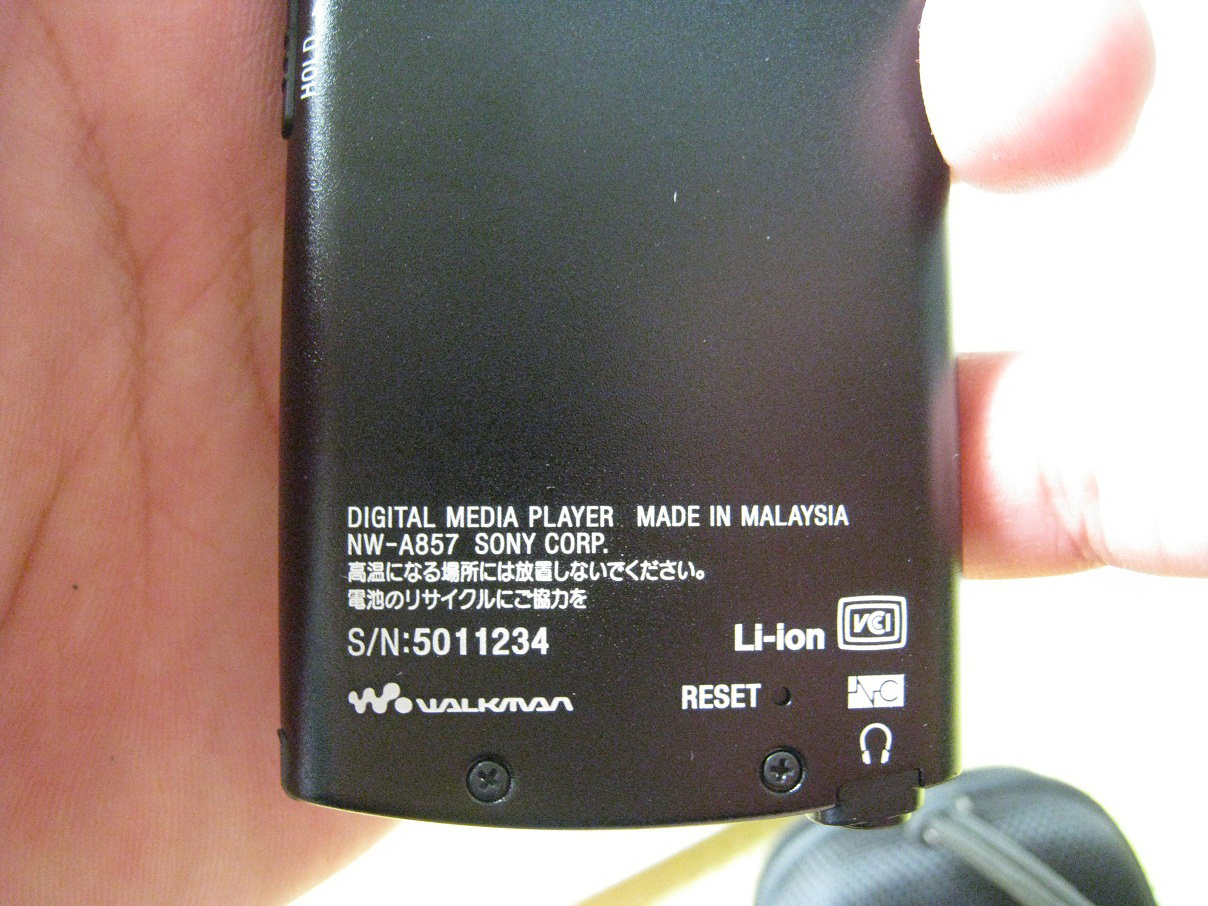 HOLD
DIGITAL MEDIA PLAYER MADE IN MALAYSIA
NW-A857 SONY CORP.
高温になる場所には放置しないでください。
電池のリサイクルにご協力を
S/N:5011234
Li-ion VCCI
WALKMAN
RESET NC